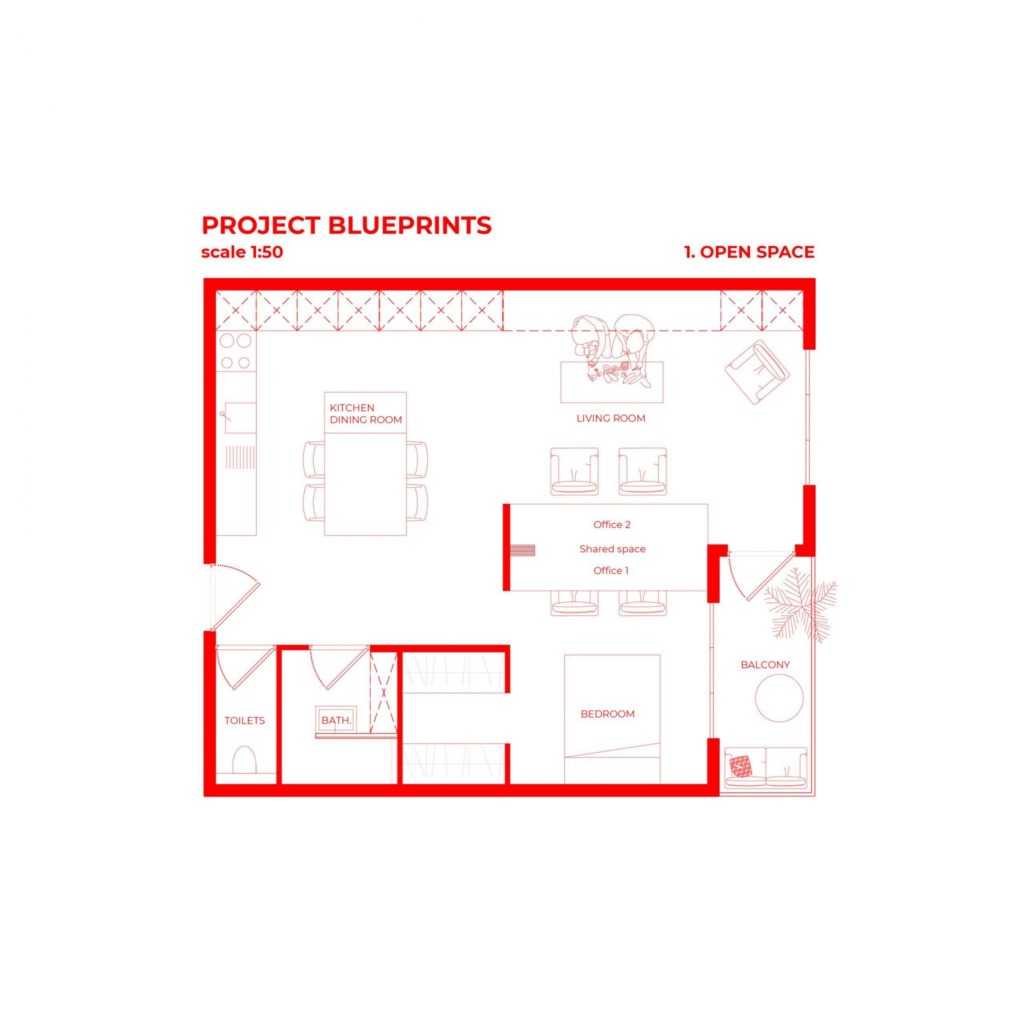 PROJECT BLUEPRINTS
scale 1:50
1. OPEN SPACE
KITCHEN
DINING ROOM
LIVING ROOM
Office 2
Shared space
Office 1
BALCONY
TOILETS
BATH.
BEDROOM